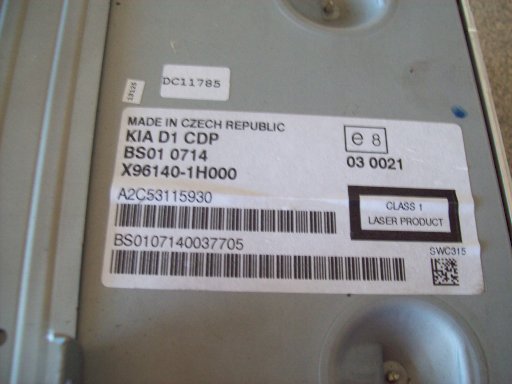 DC11785
13125
MADE IN CZECH REPUBLIC
KIA D1 CDP
BS01 0714
X96140-1H000
e 8
03 0021
A2C53115930
CLASS 1
LASER PRODUCT
BS0107140037705
SWC315